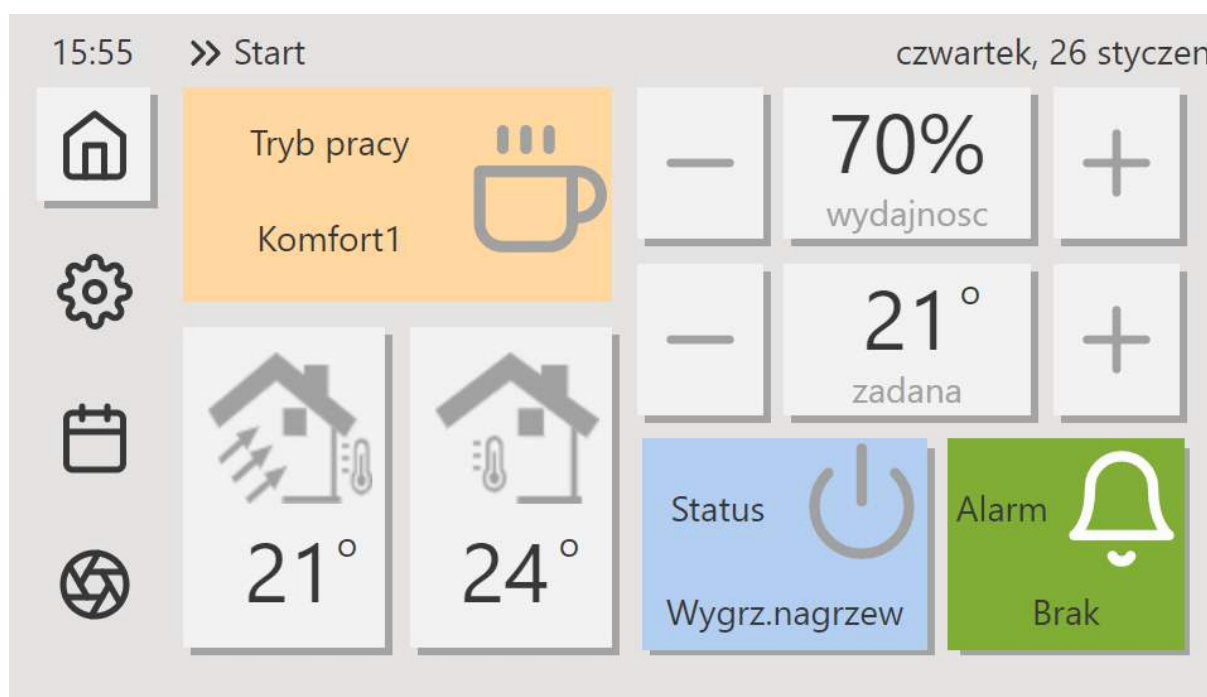 15:55 >> Start czwartek, 26 styczen
Tryb pracy
Komfort1
70%
wydajnosc
21°
zadana
21°
24°
Status
Wygrz.nagrzew
Alarm
Brak